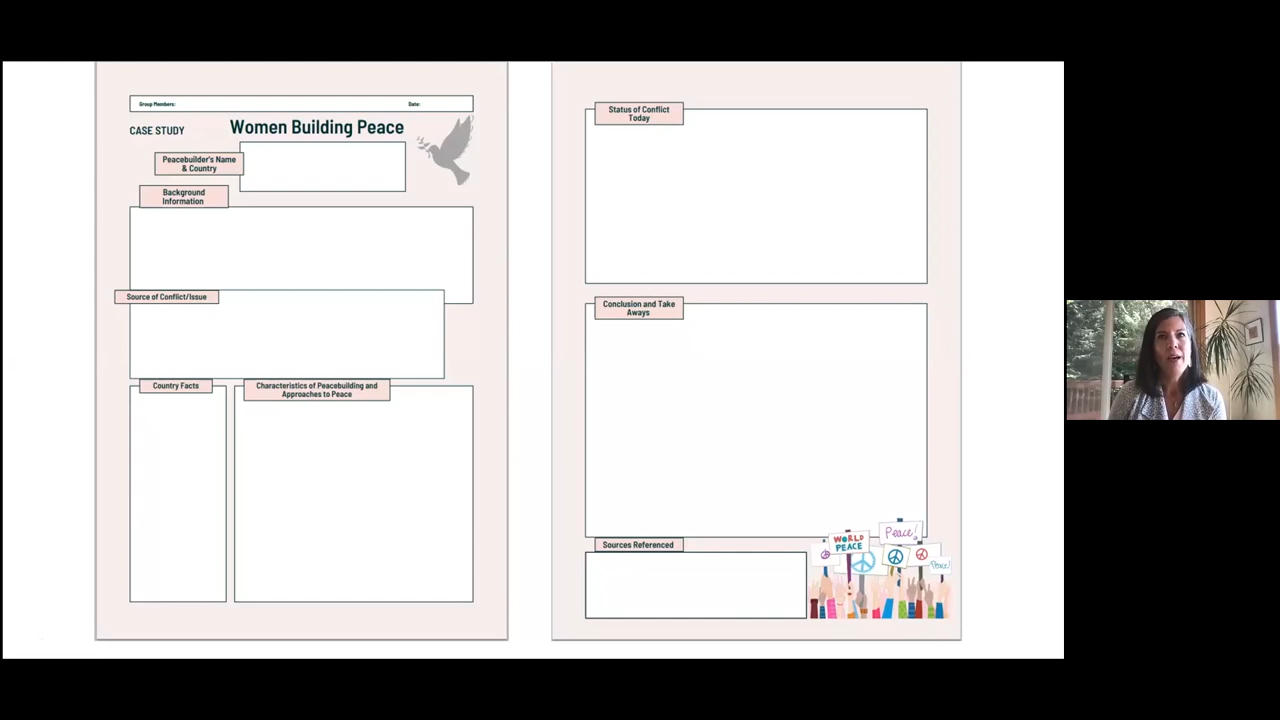 Group Members:
Date:
CASE STUDY
Women Building Peace
Peacebuilder's Name
& Country
Background
Information
Source of Conflict/Issue
Country Facts
Characteristics of Peacebuilding and
Approaches to Peace
Status of Conflict
Today
Conclusion and Take
Aways
Sources Referenced
Peace!
WORLD
PEACE
Peace!